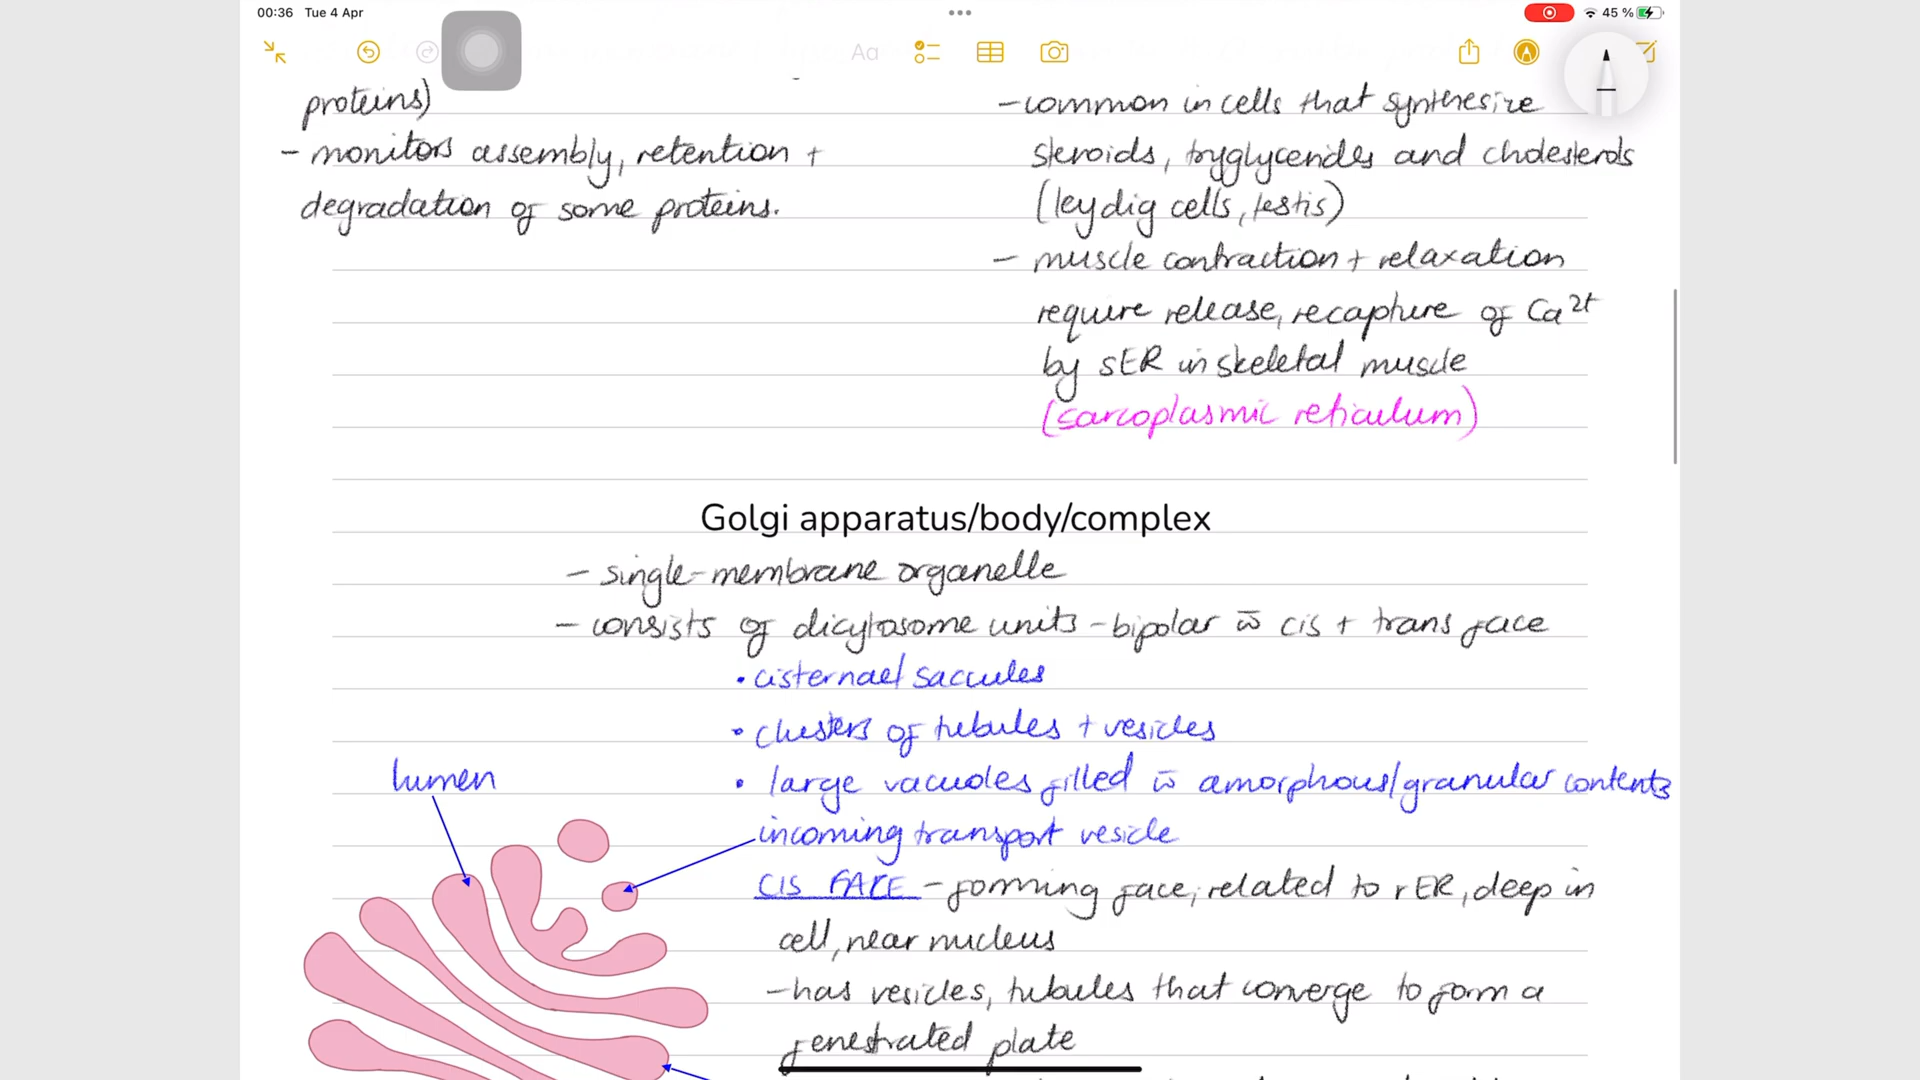 00:36 Tue 4 Apr
45 %
Aa
proteins)
- monitors assembly, retention +
degradation of some proteins.
- common in cells that synthesize
steroids, tryglycerides and cholesterols
(leydig cells, testis)
- muscle contraction + relaxation
require release, recapture of Ca2+
by sER in skeletal muscle
(sarcoplasmic reticulum)
Golgi apparatus/body/complex
- single-membrane organelle
- consists of dicytosome units - bipolar w̄ cis + trans face
• cisternae/saccules
• clusters of tubules + vesicles
• large vacuoles filled w̄ amorphous/granular contents
lumen
incoming transport vesicle
CIS FACE - forming face, related to rER, deep in
cell, near nucleus
- has vesicles, tubules that converge to form a
fenestrated plate